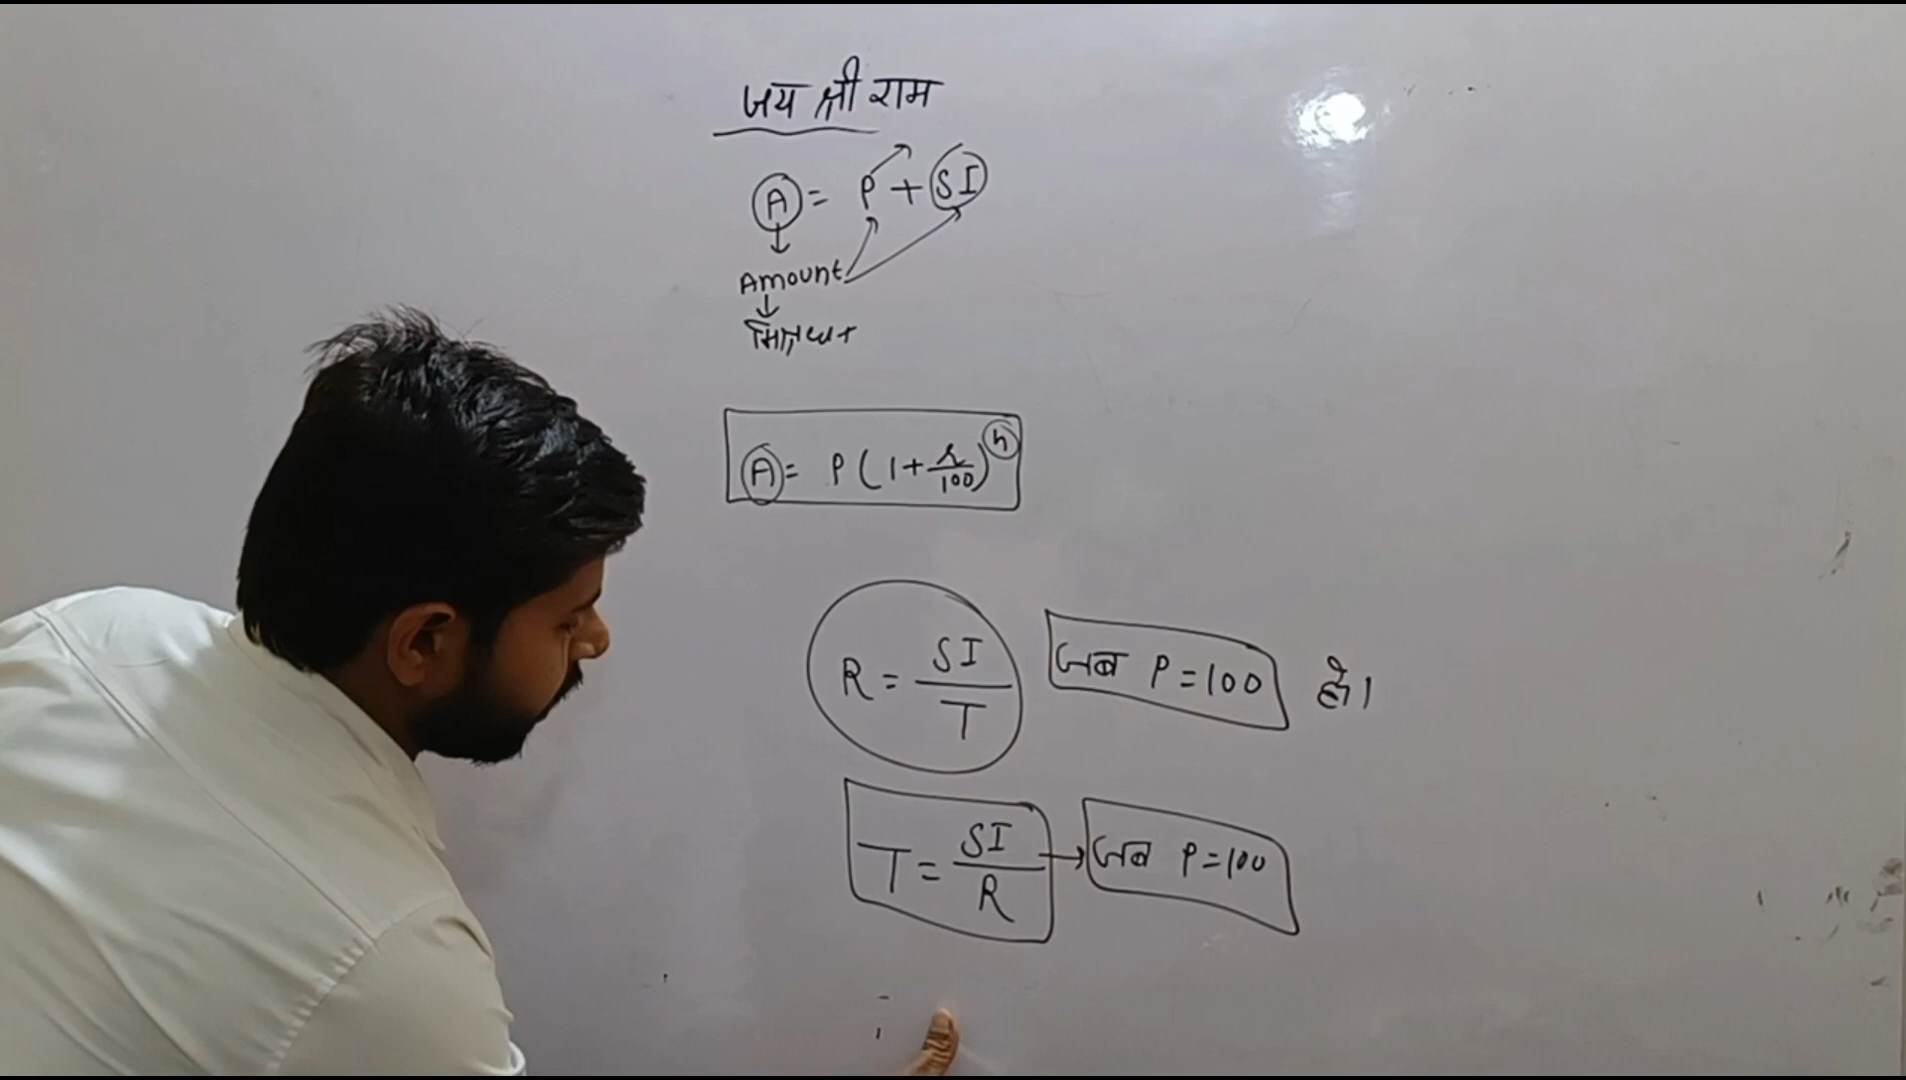 जय श्री राम
A = P + SI
Amount
मिश्रधन
A = P (1 + r/100)^n
R = SI/T जब P = 100 हो।
T = SI/R → जब P = 100